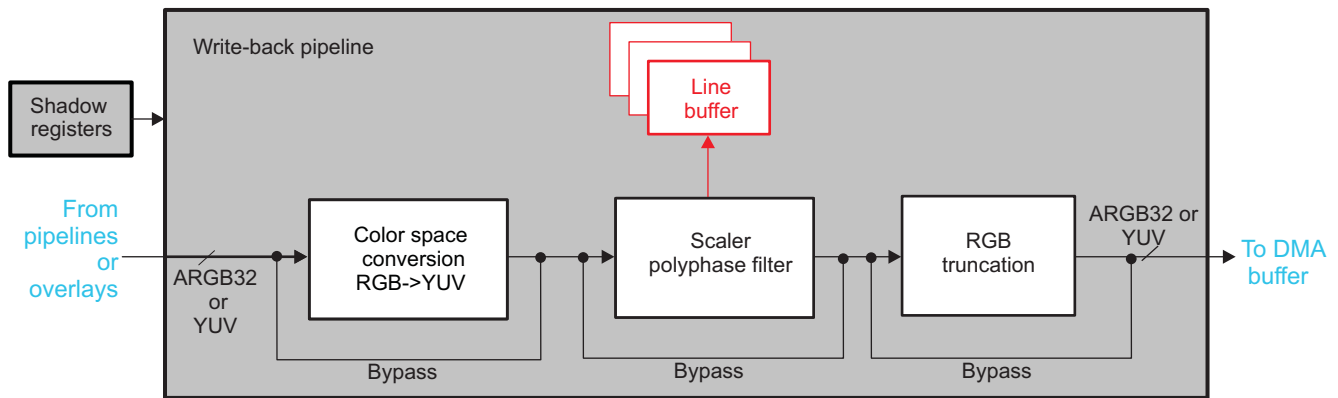 Write-back pipeline
Shadow
registers
Line
buffer
From
pipelines
or
overlays
ARGB32
or
YUV
Color space
conversion
RGB->YUV
Scaler
polyphase filter
RGB
truncation
ARGB32 or
YUV
To DMA
buffer
Bypass
Bypass
Bypass